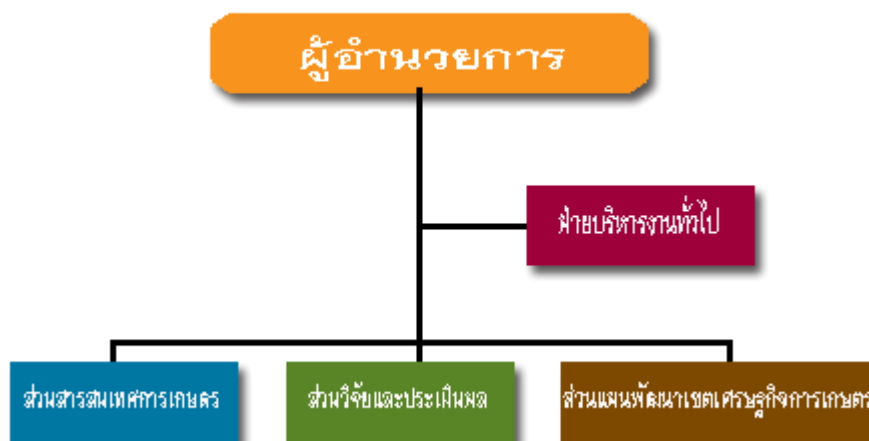 ผู้อำนวยการ
ฝ่ายบริหารงานทั่วไป
ส่วนสารสนเทศการเกษตร
ส่วนวิจัยและประเมินผล
ส่วนแผนพัฒนาเขตเศรษฐกิจการเกษตร